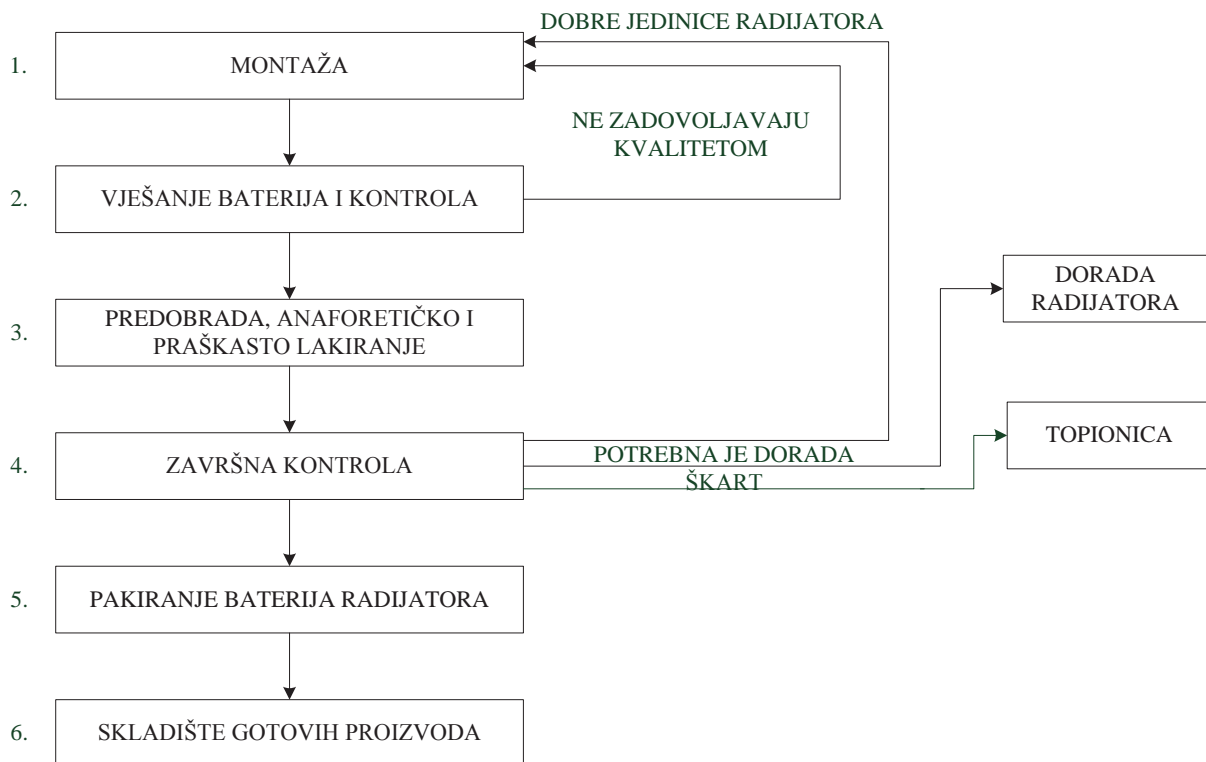 DOBRE JEDINICE RADIJATORA
1.
MONTAŽA
NE ZADOVOLJAVAJU
KVALITETOM
2.
VJEŠANJE BATERIJA I KONTROLA
DORADA
RADIJATORA
3.
PREDOBRADA, ANAFORETIČKO I
PRAŠKASTO LAKIRANJE
TOPIONICA
4.
ZAVRŠNA KONTROLA
POTREBNA JE DORADA
ŠKART
5.
PAKIRANJE BATERIJA RADIJATORA
6.
SKLADIŠTE GOTOVIH PROIZVODA